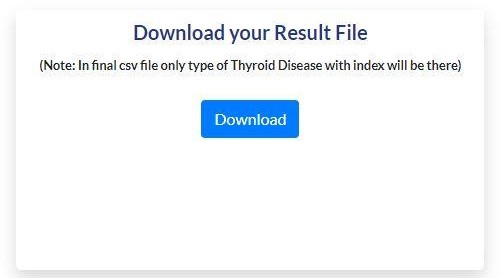 Download your Result File
(Note: In final csv file only type of Thyroid Disease with index will be there)
Download